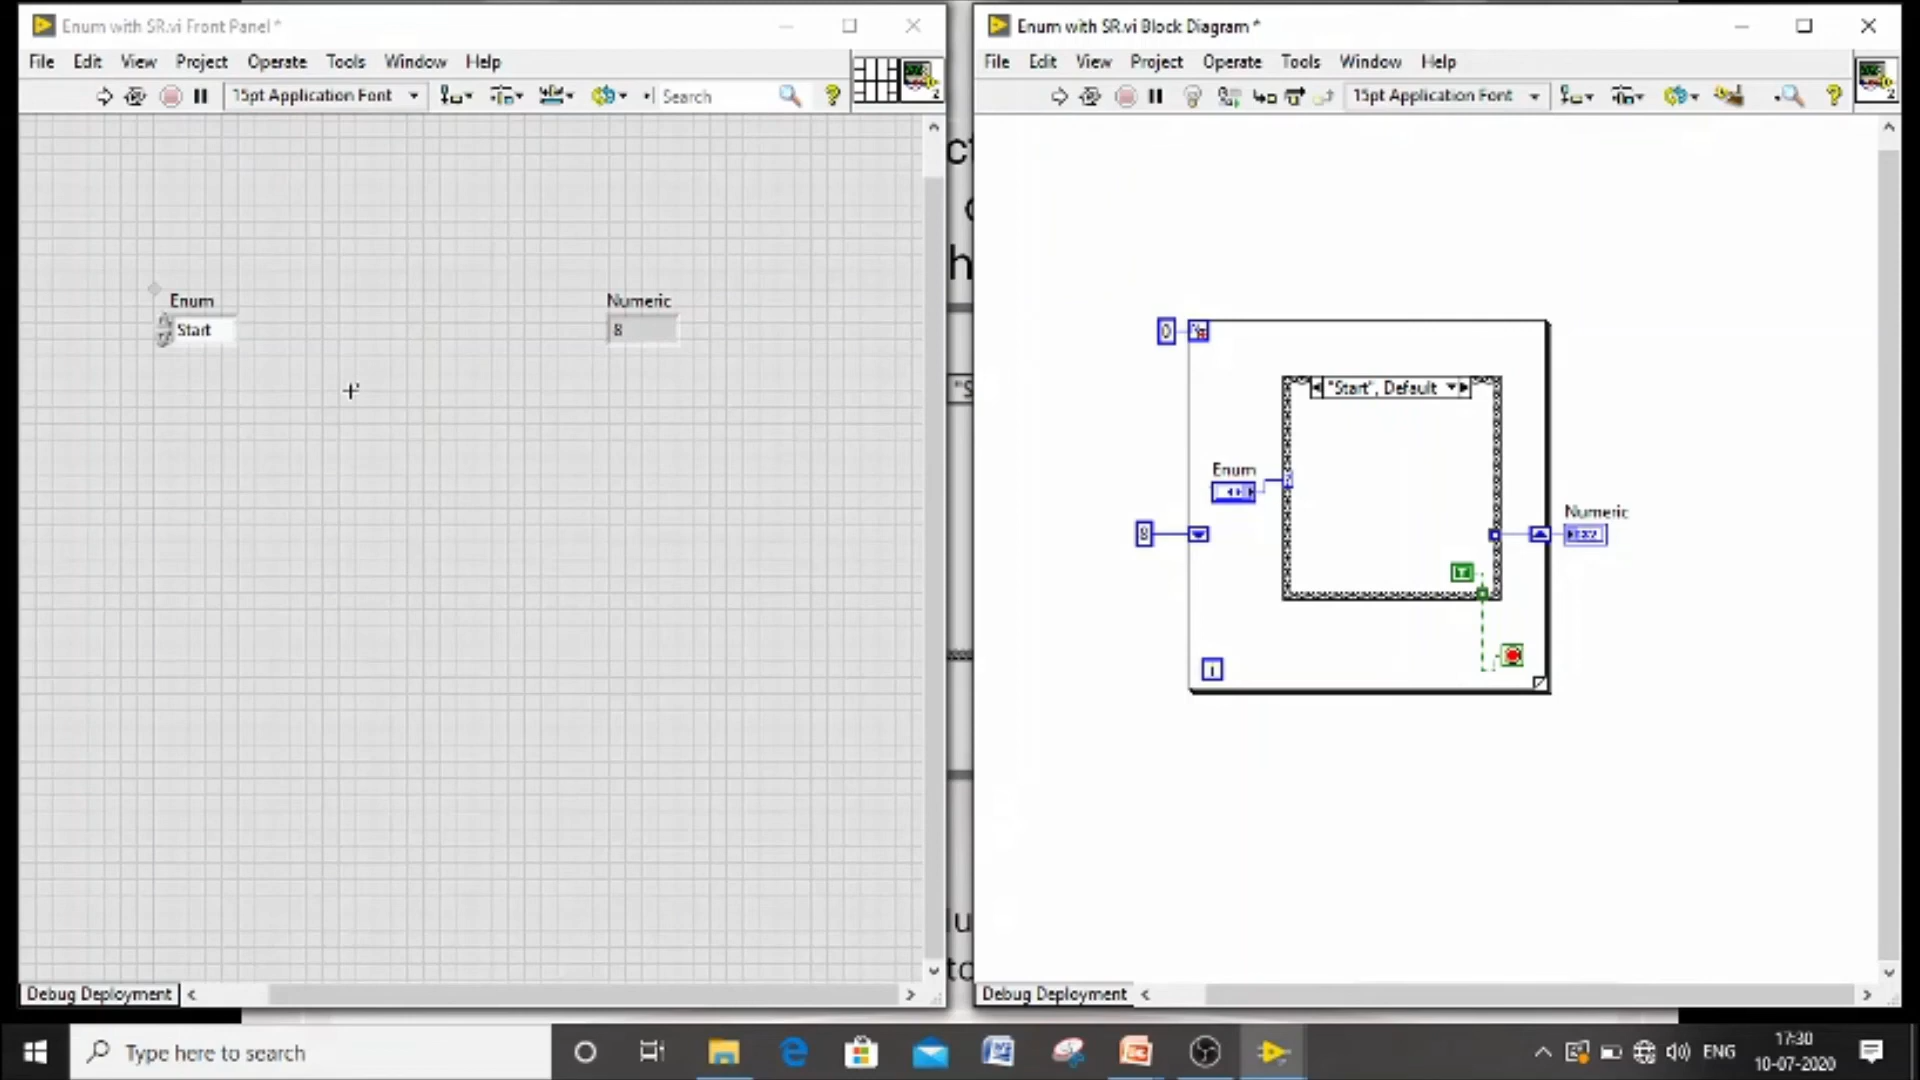 Enum with SR.vi Front Panel *
File Edit View Project Operate Tools Window Help
15pt Application Font
Search
Enum
Start
Numeric
8
Debug Deployment
Enum with SR.vi Block Diagram *
File Edit View Project Operate Tools Window Help
15pt Application Font
0
"Start", Default
Enum
8
Numeric
T
i
Debug Deployment
Type here to search
ENG
17:30
10-07-2020